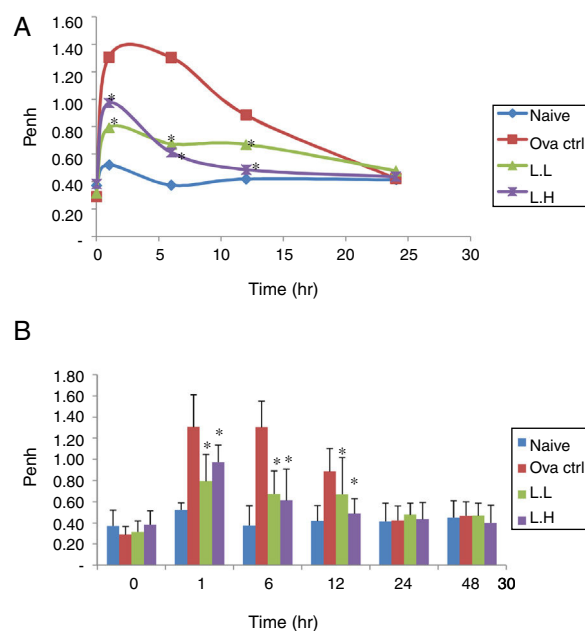 A
1.60
1.40
1.20
1.00
0.80
0.60
0.40
0.20
-
Penh
* * * * * *
0 5 10 15 20 25 30
Time (hr)
Naive
Ova ctrl
L.L
L.H
B
1.80
1.60
1.40
1.20
1.00
0.80
0.60
0.40
0.20
-
Penh
* * * * * *
0 1 6 12 24 48 30
Time (hr)
Naive
Ova ctrl
L.L
L.H